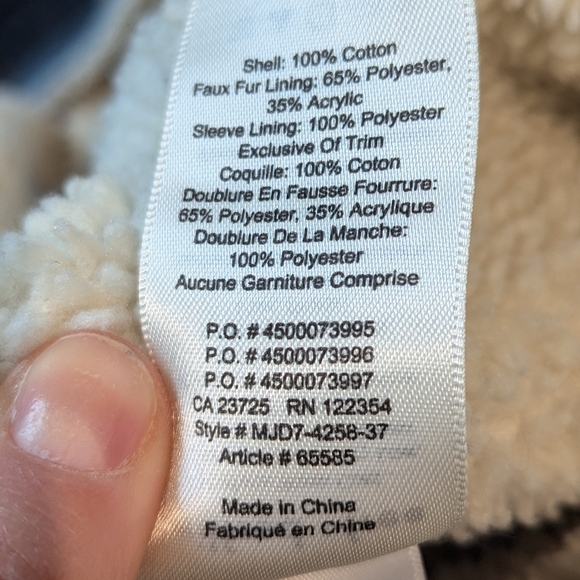 Shell: 100% Cotton
Faux Fur Lining: 65% Polyester,
35% Acrylic
Sleeve Lining: 100% Polyester
Exclusive Of Trim
Coquille: 100% Coton
Doublure En Fausse Fourrure:
65% Polyester, 35% Acrylique
Doublure De La Manche:
100% Polyester
Aucune Garniture Comprise
P.O. # 4500073995
P.O. # 4500073996
P.O. # 4500073997
CA 23725 RN 122354
Style # MJD7-4258-37
Article # 65585
Made in China
Fabriqué en Chine